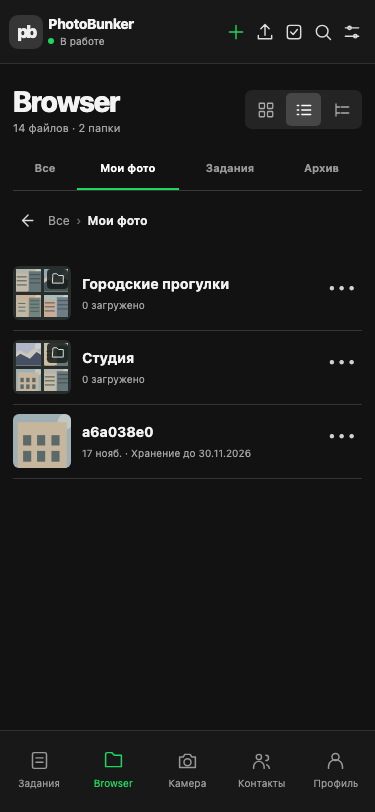 pb
PhotoBunker
В работе
Browser
14 файлов · 2 папки
Все
Мои фото
Задания
Архив
Все › Мои фото
Городские прогулки
0 загружено
Студия
0 загружено
a6a038e0
17 нояб. · Хранение до 30.11.2026
Задания
Browser
Камера
Контакты
Профиль